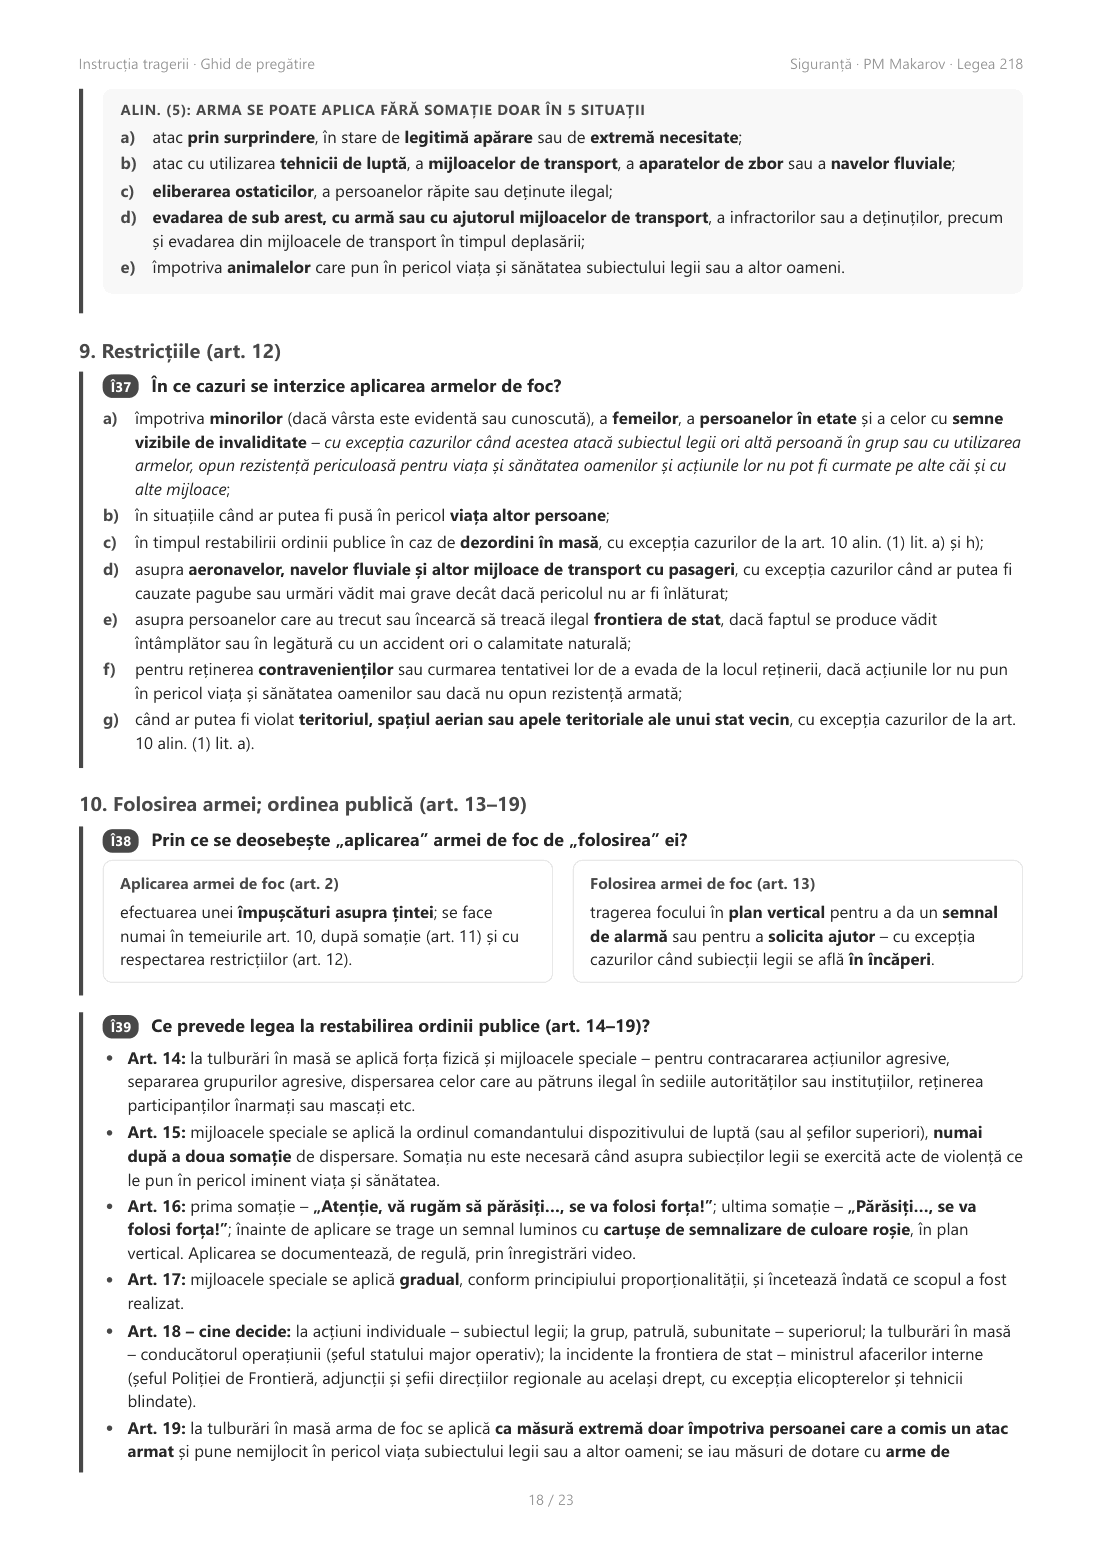 Instrucția tragerii · Ghid de pregătire
Siguranță · PM Makarov · Legea 218
ALIN. (5): ARMA SE POATE APLICA FĂRĂ SOMAȚIE DOAR ÎN 5 SITUAȚII
a) atac prin surprindere, în stare de legitimă apărare sau de extremă necesitate;
b) atac cu utilizarea tehnicii de luptă, a mijloacelor de transport, a aparatelor de zbor sau a navelor fluviale;
c) eliberarea ostaticilor, a persoanelor răpite sau deținute ilegal;
d) evadarea de sub arest, cu armă sau cu ajutorul mijloacelor de transport, a infractorilor sau a deținuților, precum
și evadarea din mijloacele de transport în timpul deplasării;
e) împotriva animalelor care pun în pericol viața și sănătatea subiectului legii sau a altor oameni.
9. Restricțiile (art. 12)
Î37 În ce cazuri se interzice aplicarea armelor de foc?
a) împotriva minorilor (dacă vârsta este evidentă sau cunoscută), a femeilor, a persoanelor în etate și a celor cu semne
vizibile de invaliditate – cu excepția cazurilor când acestea atacă subiectul legii ori altă persoană în grup sau cu utilizarea
armelor, opun rezistență periculoasă pentru viața și sănătatea oamenilor și acțiunile lor nu pot fi curmate pe alte căi și cu
alte mijloace;
b) în situațiile când ar putea fi pusă în pericol viața altor persoane;
c) în timpul restabilirii ordinii publice în caz de dezordini în masă, cu excepția cazurilor de la art. 10 alin. (1) lit. a) și h);
d) asupra aeronavelor, navelor fluviale și altor mijloace de transport cu pasageri, cu excepția cazurilor când ar putea fi
cauzate pagube sau urmări vădit mai grave decât dacă pericolul nu ar fi înlăturat;
e) asupra persoanelor care au trecut sau încearcă să treacă ilegal frontiera de stat, dacă faptul se produce vădit
întâmplător sau în legătură cu un accident ori o calamitate naturală;
f) pentru reținerea contravenienților sau curmarea tentativei lor de a evada de la locul reținerii, dacă acțiunile lor nu pun
în pericol viața și sănătatea oamenilor sau dacă nu opun rezistență armată;
g) când ar putea fi violat teritoriul, spațiul aerian sau apele teritoriale ale unui stat vecin, cu excepția cazurilor de la art.
10 alin. (1) lit. a).
10. Folosirea armei; ordinea publică (art. 13–19)
Î38 Prin ce se deosebește „aplicarea” armei de foc de „folosirea” ei?
Aplicarea armei de foc (art. 2)
efectuarea unei împușcături asupra țintei; se face
numai în temeiurile art. 10, după somație (art. 11) și cu
respectarea restricțiilor (art. 12).
Folosirea armei de foc (art. 13)
tragerea focului în plan vertical pentru a da un semnal
de alarmă sau pentru a solicita ajutor – cu excepția
cazurilor când subiecții legii se află în încăperi.
Î39 Ce prevede legea la restabilirea ordinii publice (art. 14–19)?
• Art. 14: la tulburări în masă se aplică forța fizică și mijloacele speciale – pentru contracararea acțiunilor agresive,
separarea grupurilor agresive, dispersarea celor care au pătruns ilegal în sediile autorităților sau instituțiilor, reținerea
participanților înarmați sau mascați etc.
• Art. 15: mijloacele speciale se aplică la ordinul comandantului dispozitivului de luptă (sau al șefilor superiori), numai
după a doua somație de dispersare. Somația nu este necesară când asupra subiecților legii se exercită acte de violență ce
le pun în pericol iminent viața și sănătatea.
• Art. 16: prima somație – „Atenție, vă rugăm să părăsiți..., se va folosi forța!”; ultima somație – „Părăsiți..., se va
folosi forța!”; înainte de aplicare se trage un semnal luminos cu cartușe de semnalizare de culoare roșie, în plan
vertical. Aplicarea se documentează, de regulă, prin înregistrări video.
• Art. 17: mijloacele speciale se aplică gradual, conform principiului proporționalității, și încetează îndată ce scopul a fost
realizat.
• Art. 18 – cine decide: la acțiuni individuale – subiectul legii; la grup, patrulă, subunitate – superiorul; la tulburări în masă
– conducătorul operațiunii (șeful statului major operativ); la incidente la frontiera de stat – ministrul afacerilor interne
(șeful Poliției de Frontieră, adjuncții și șefii direcțiilor regionale au același drept, cu excepția elicopterelor și tehnicii
blindate).
• Art. 19: la tulburări în masă arma de foc se aplică ca măsură extremă doar împotriva persoanei care a comis un atac
armat și pune nemijlocit în pericol viața subiectului legii sau a altor oameni; se iau măsuri de dotare cu arme de
18 / 23